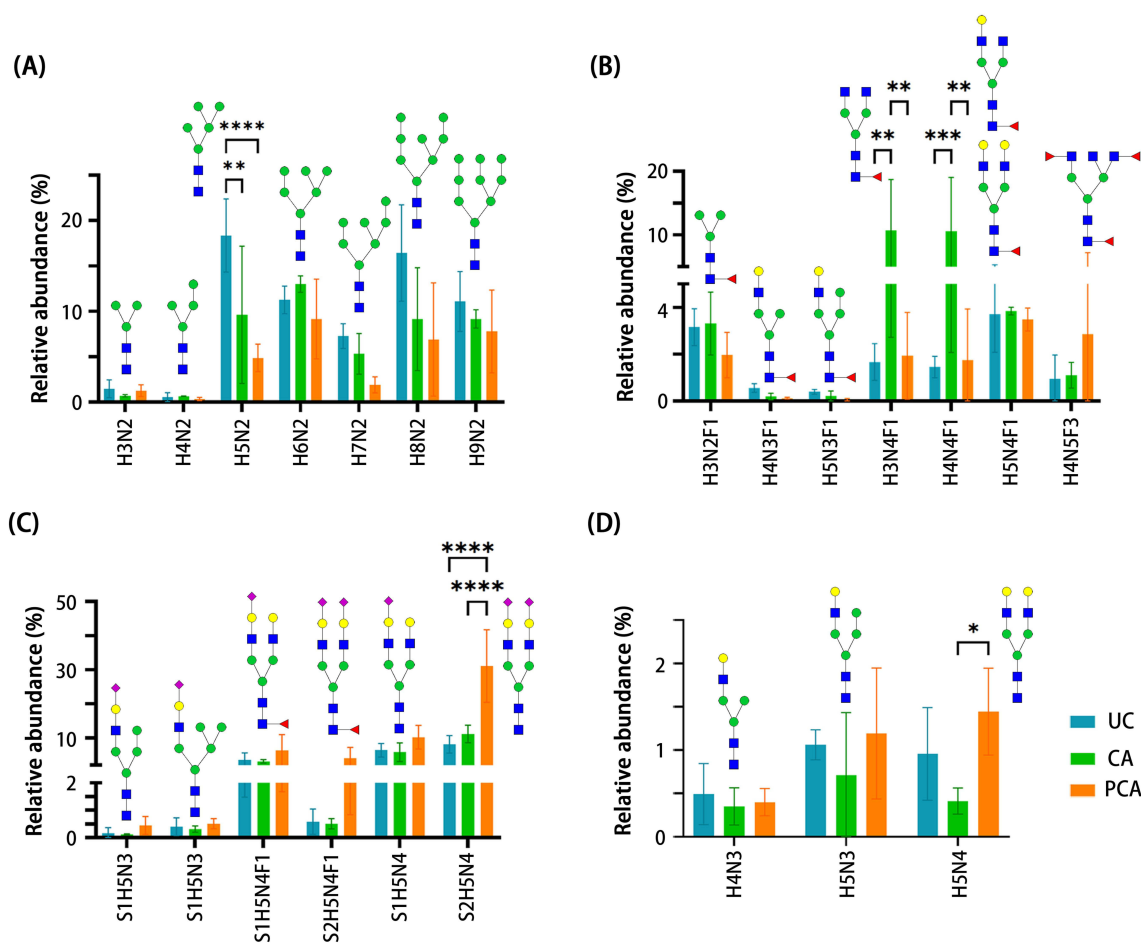 (A)
Relative abundance (%)
20
10
0
****
**
H3N2
H4N2
H5N2
H6N2
H7N2
H8N2
H9N2
(B)
Relative abundance (%)
20
10
4
0
**
**
***
**
H3N2F1
H4N3F1
H5N3F1
H3N4F1
H4N4F1
H5N4F1
H4N5F3
(C)
Relative abundance (%)
50
30
10
2
0
****
****
S1H5N3
S1H5N3
S1H5N4F1
S2H5N4F1
S1H5N4
S2H5N4
(D)
Relative abundance (%)
2
1
0
*
H4N3
H5N3
H5N4
UC
CA
PCA